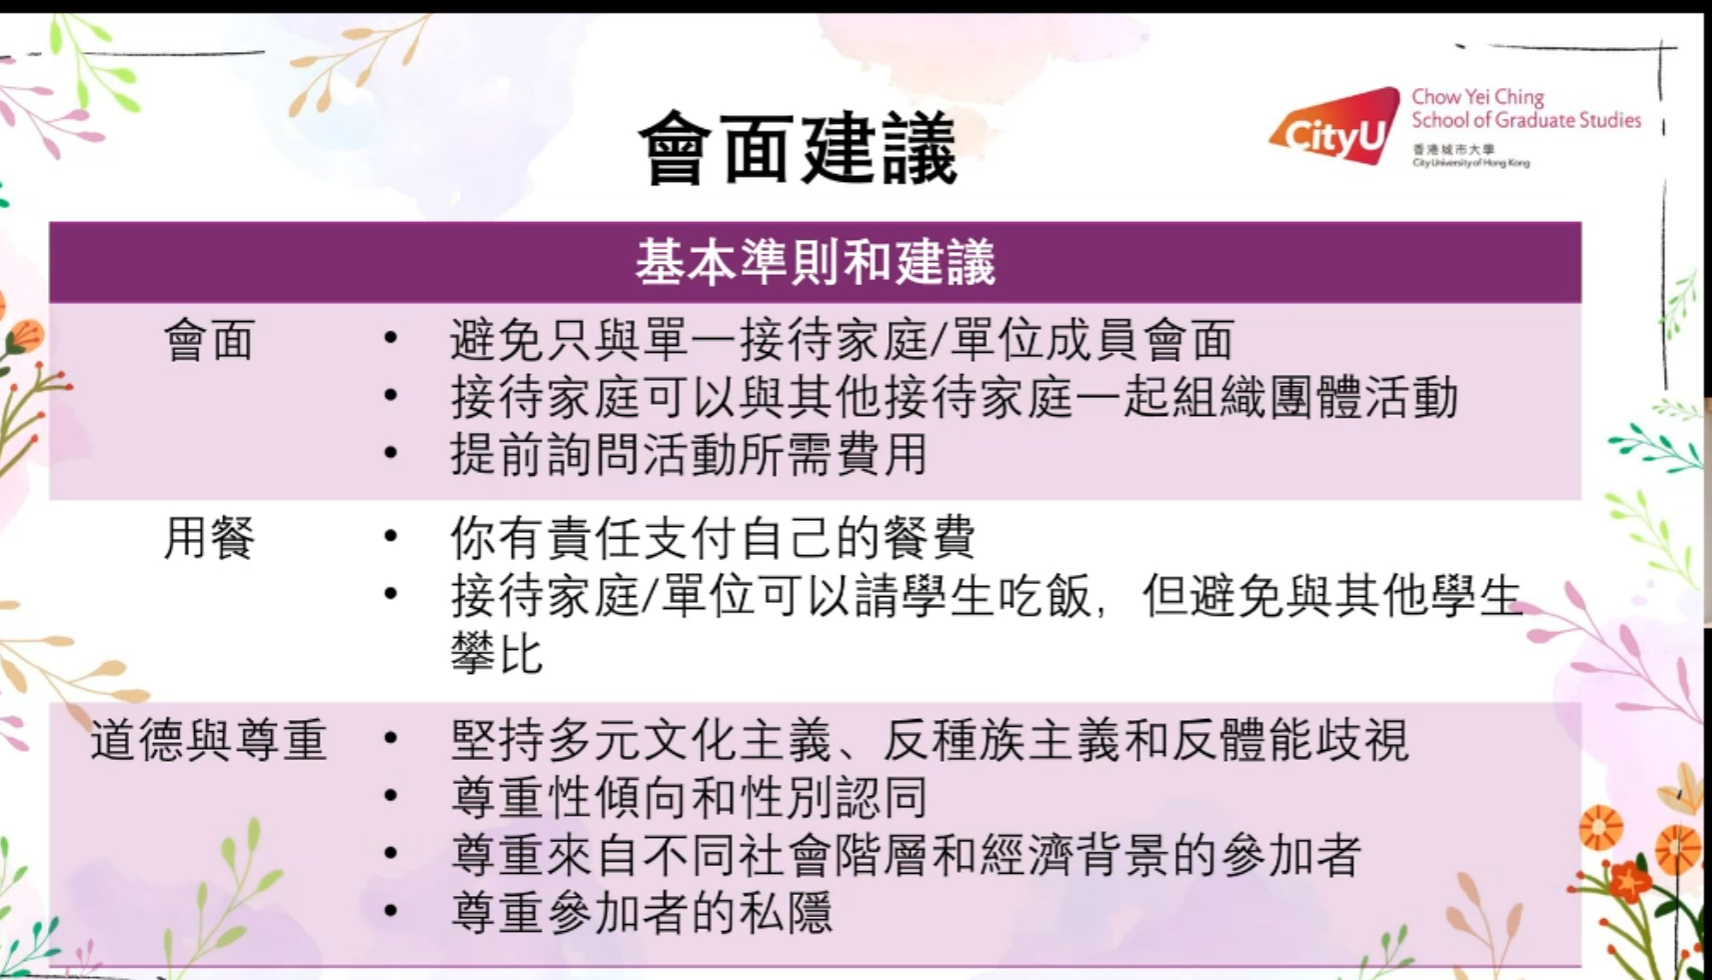 會面建議
CityU
Chow Yei Ching
School of Graduate Studies
香港城市大學
City University of Hong Kong
基本準則和建議
會面
• 避免只與單一接待家庭/單位成員會面
• 接待家庭可以與其他接待家庭一起組織團體活動
• 提前詢問活動所需費用
用餐
• 你有責任支付自己的餐費
• 接待家庭/單位可以請學生吃飯，但避免與其他學生
攀比
道德與尊重
• 堅持多元文化主義、反種族主義和反體能歧視
• 尊重性傾向和性別認同
• 尊重來自不同社會階層和經濟背景的參加者
• 尊重參加者的私隱